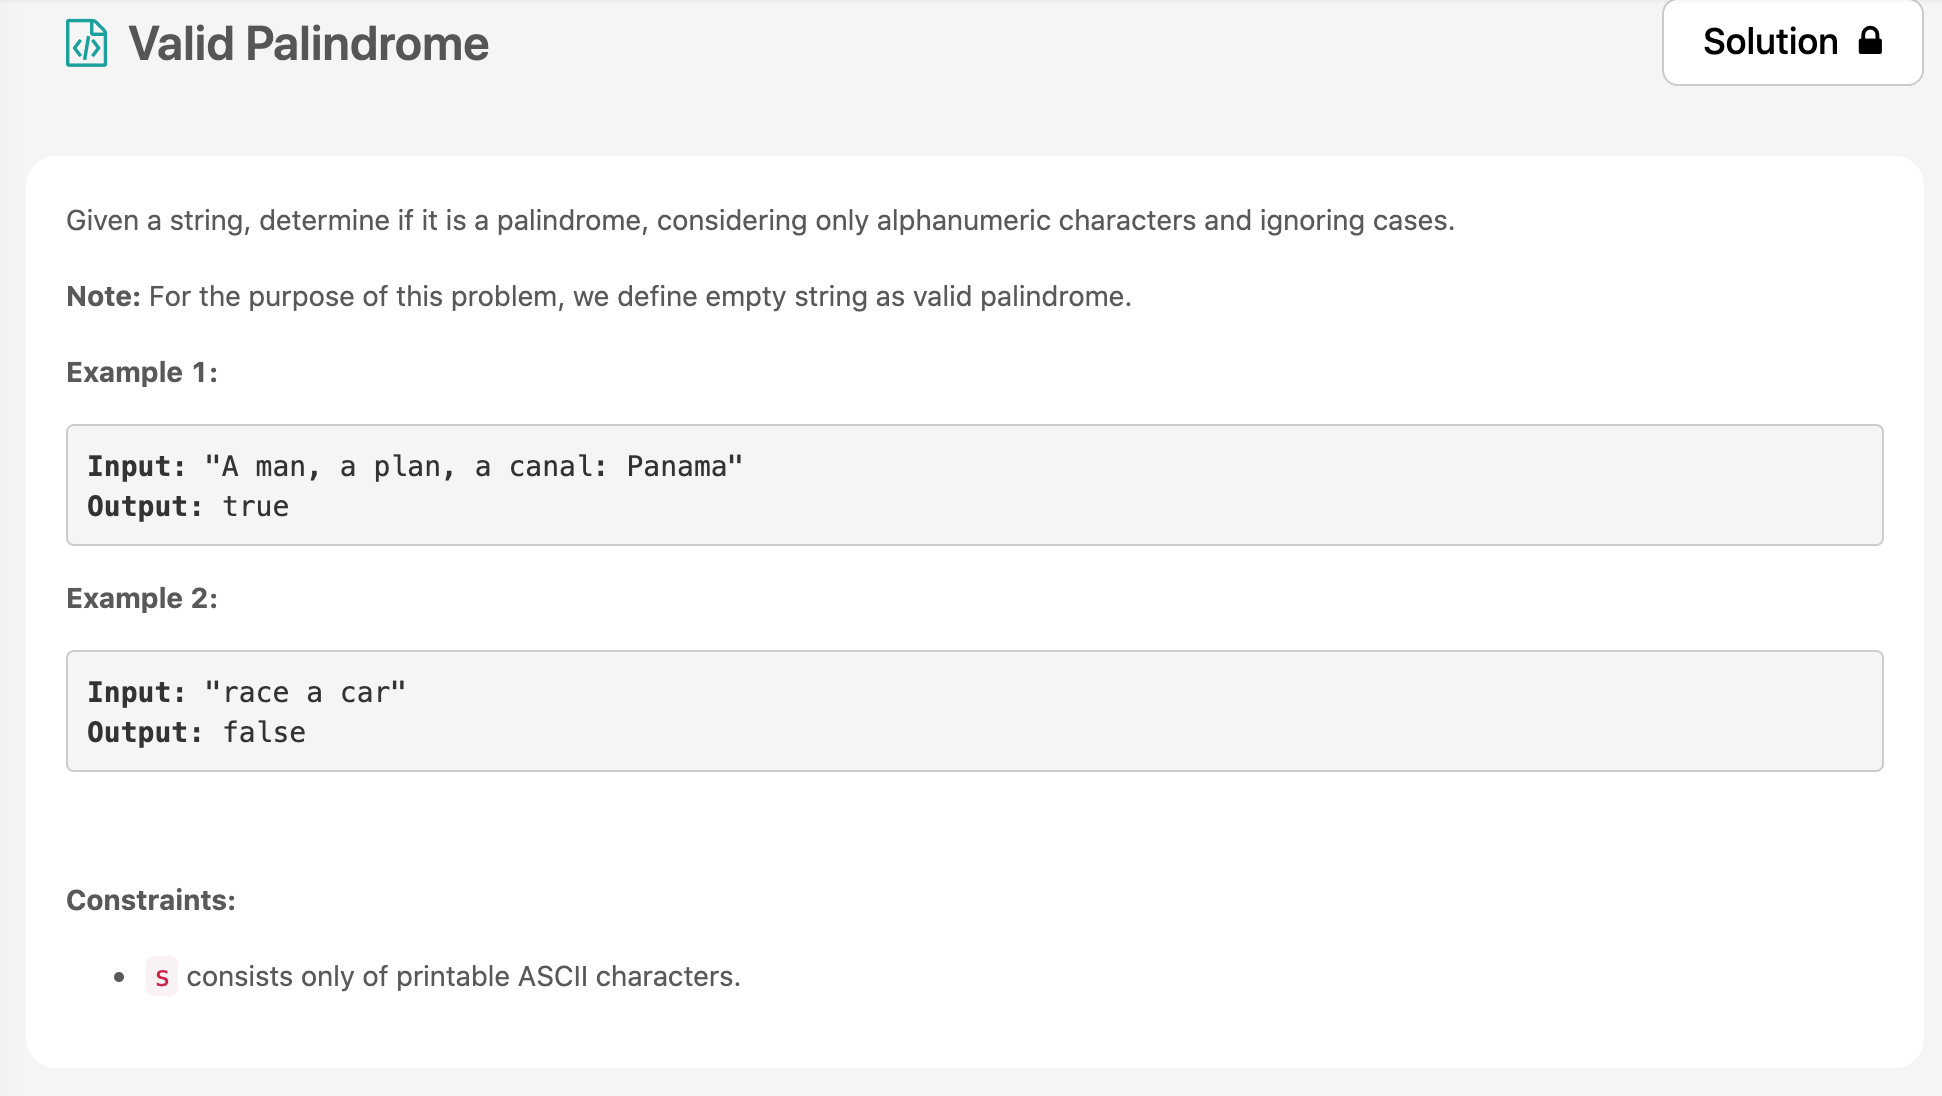 Valid Palindrome
Solution
Given a string, determine if it is a palindrome, considering only alphanumeric characters and ignoring cases.
Note: For the purpose of this problem, we define empty string as valid palindrome.
Example 1:
Input: "A man, a plan, a canal: Panama"
Output: true
Example 2:
Input: "race a car"
Output: false
Constraints:
• s consists only of printable ASCII characters.